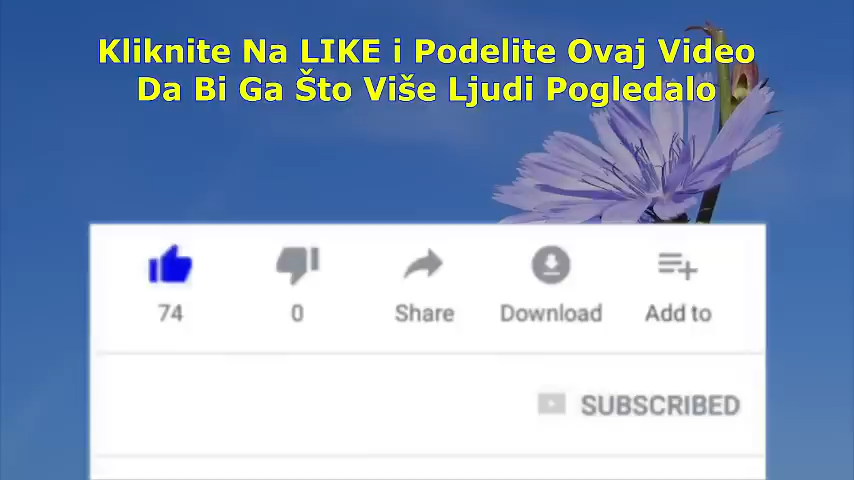 Kliknite Na LIKE i Podelite Ovaj Video
Da Bi Ga Što Više Ljudi Pogledalo
74 0 Share Download Add to
SUBSCRIBED